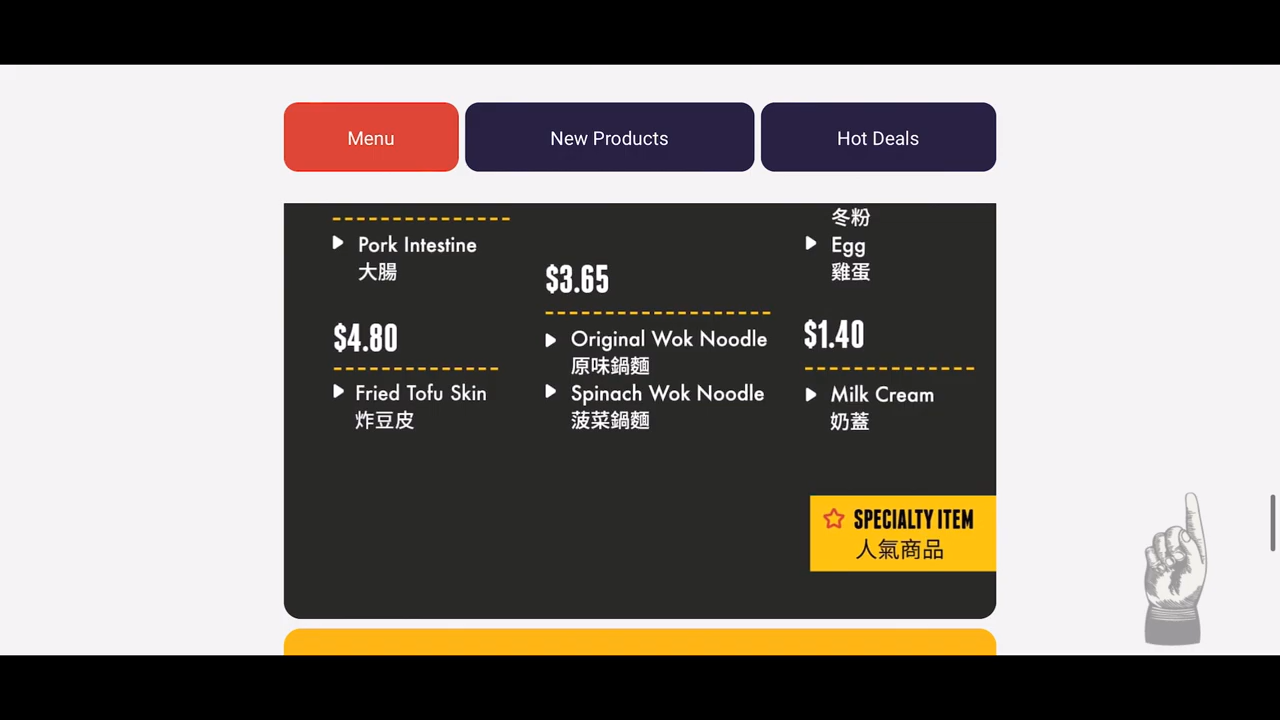 Menu
New Products
Hot Deals
Pork Intestine
大腸
$4.80
Fried Tofu Skin
炸豆皮
$3.65
Original Wok Noodle
原味鍋麵
Spinach Wok Noodle
菠菜鍋麵
冬粉
Egg
雞蛋
$1.40
Milk Cream
奶蓋
SPECIALTY ITEM
人氣商品